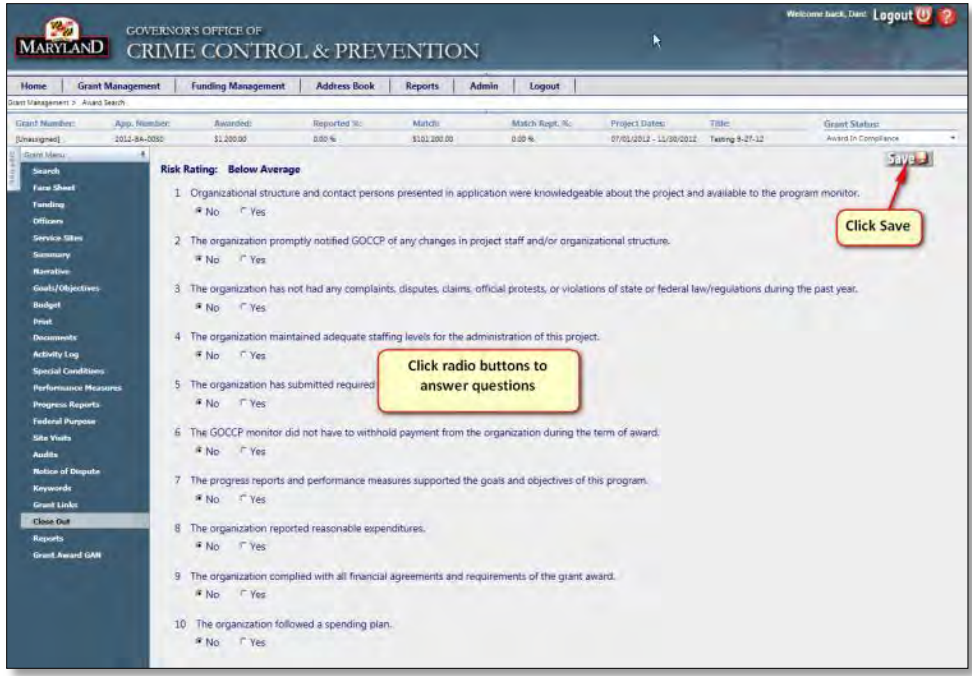 Welcome back, Dan! Logout
MARYLAND
GOVERNOR'S OFFICE OF
CRIME CONTROL & PREVENTION
Home Grant Management Funding Management Address Book Reports Admin Logout
Grant Management > Award Search
Grant Number: App. Number: Awarded: Reported %: Match: Match Rept. %: Project Dates: Title: Grant Status:
[Unassigned] 2012-BA-0050 $1,200.00 0.00 % $101,200.00 0.00 % 07/01/2012 - 11/30/2012 Testing 9-27-12 Award In Compliance
Grant Menu
Search
Face Sheet
Funding
Officers
Service Sites
Summary
Narrative
Goals/Objectives
Budget
Print
Documents
Activity Log
Special Conditions
Performance Measures
Progress Reports
Federal Purpose
Site Visits
Audits
Notice of Dispute
Keywords
Grant Links
Close Out
Reports
Grant Award GAN
Save
Click Save
Risk Rating: Below Average
1 Organizational structure and contact persons presented in application were knowledgeable about the project and available to the program monitor.
No Yes
2 The organization promptly notified GOCCP of any changes in project staff and/or organizational structure.
No Yes
3 The organization has not had any complaints, disputes, claims, official protests, or violations of state or federal law/regulations during the past year.
No Yes
4 The organization maintained adequate staffing levels for the administration of this project.
No Yes
Click radio buttons to
answer questions
5 The organization has submitted required
No Yes
6 The GOCCP monitor did not have to withhold payment from the organization during the term of award.
No Yes
7 The progress reports and performance measures supported the goals and objectives of this program.
No Yes
8 The organization reported reasonable expenditures.
No Yes
9 The organization complied with all financial agreements and requirements of the grant award.
No Yes
10 The organization followed a spending plan.
No Yes